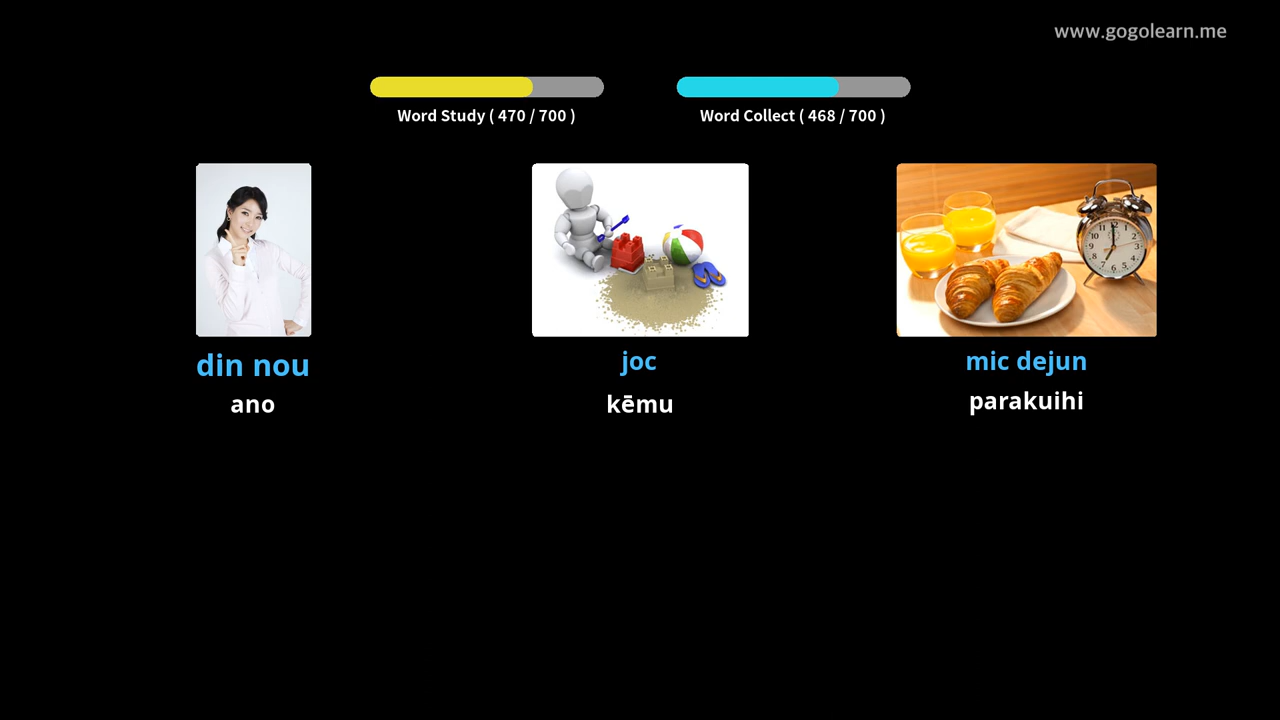 www.gogolearn.me
Word Study ( 470 / 700 )
Word Collect ( 468 / 700 )
din nou
joc
mic dejun
ano
kēmu
parakuihi